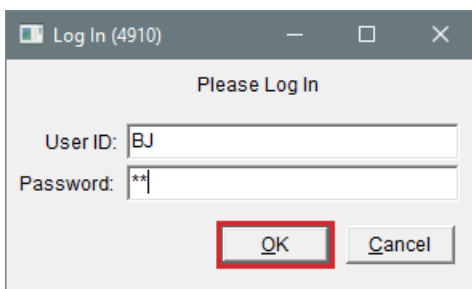 Log In (4910)
Please Log In
User ID: BJ
Password: **
OK Cancel